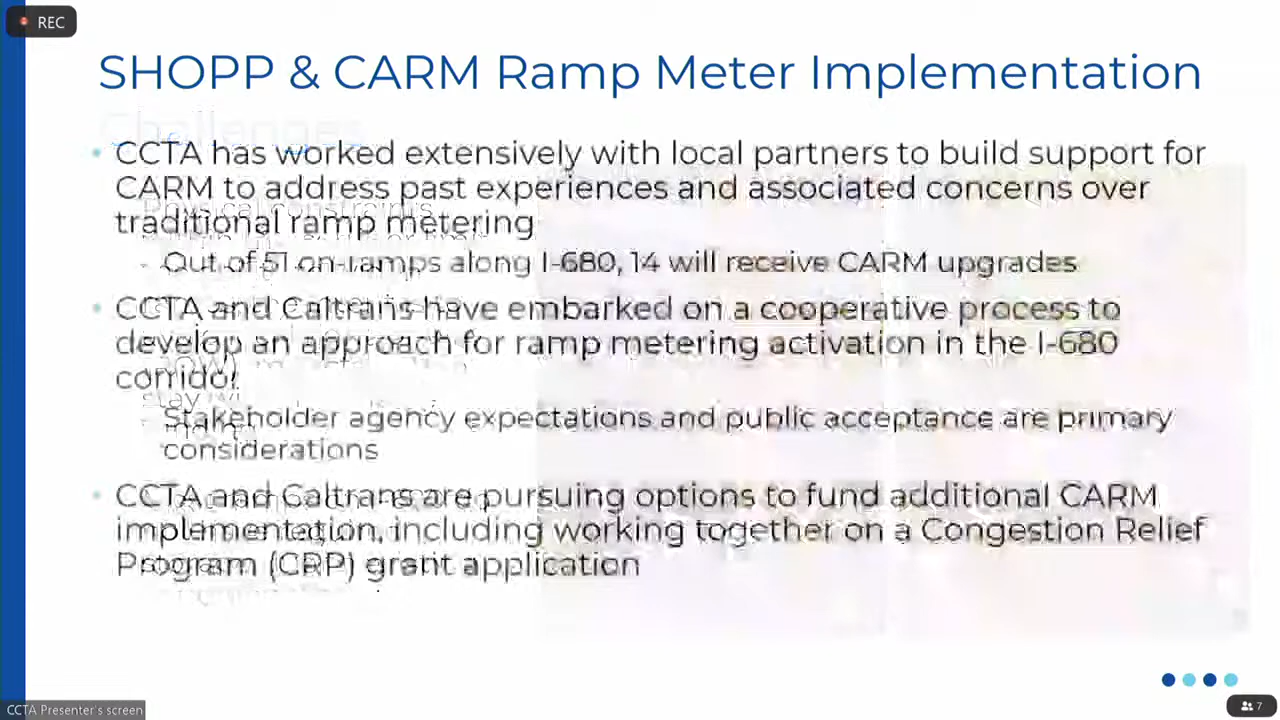 REC
SHOPP & CARM Ramp Meter Implementation
Challenges
CCTA has worked extensively with local partners to build support for
CARM to address past experiences and associated concerns over
traditional ramp metering
Out of 51 on-ramps along I-680, 14 will receive CARM upgrades
CCTA and Caltrans have embarked on a cooperative process to
develop an approach for ramp metering activation in the I-680
corridor
Stakeholder agency expectations and public acceptance are primary
considerations
CCTA and Caltrans are pursuing options to fund additional CARM
implementation, including working together on a Congestion Relief
Program (CRP) grant application
CCTA Presenter's screen
7